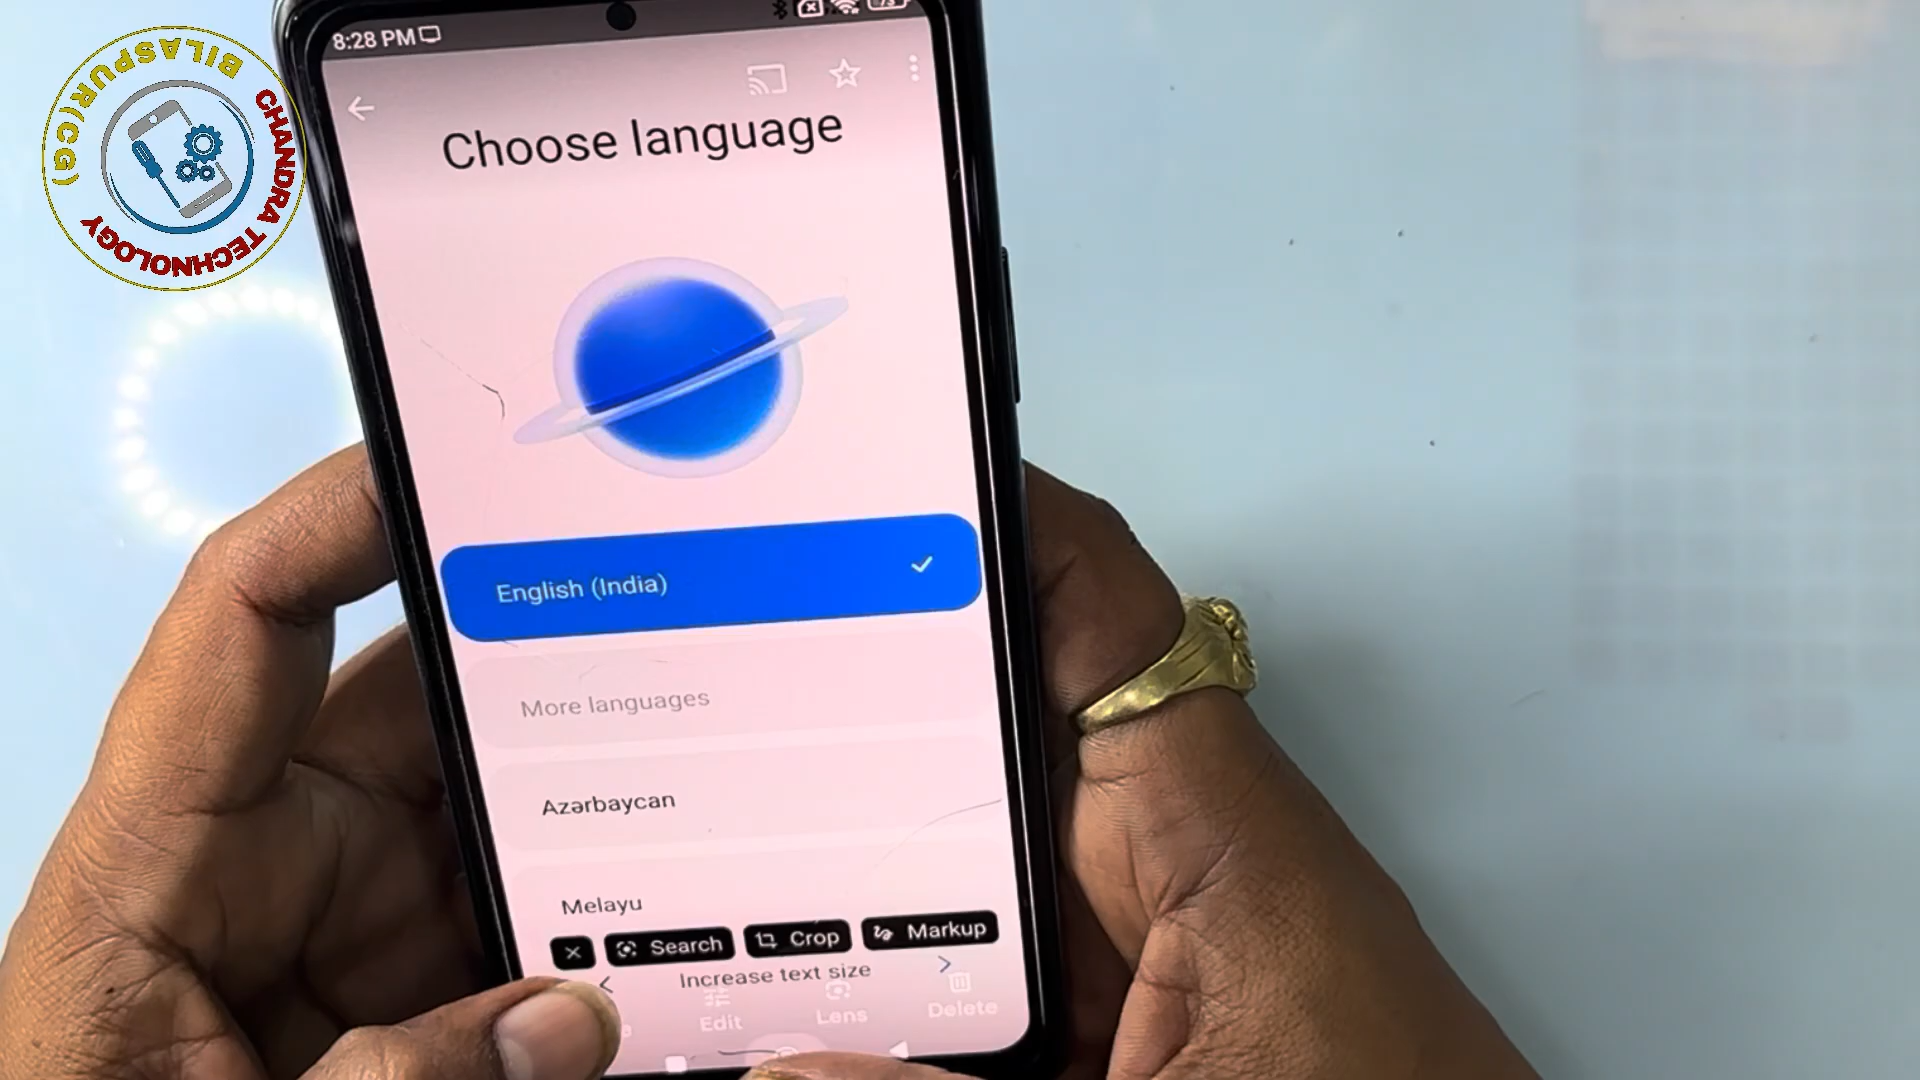 BILASPUR(CG)
CHANDRA TECHNOLOGY
8:28 PM
73
Choose language
English (India)
More languages
Azərbaycan
Melayu
Search
Crop
Markup
Increase text size
Edit
Lens
Delete